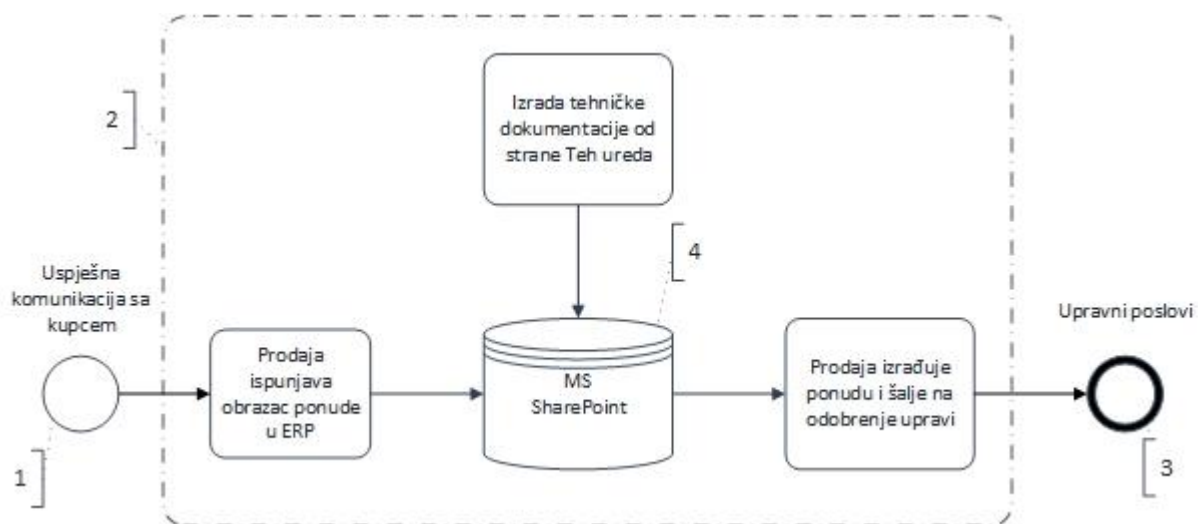 2
Izrada tehničke
dokumentacije od
strane Teh ureda
4
Uspješna
komunikacija sa
kupcem
Upravni poslovi
Prodaja
ispunjava
obrazac ponude
u ERP
MS
SharePoint
Prodaja izrađuje
ponudu i šalje na
odobrenje upravi
1
3